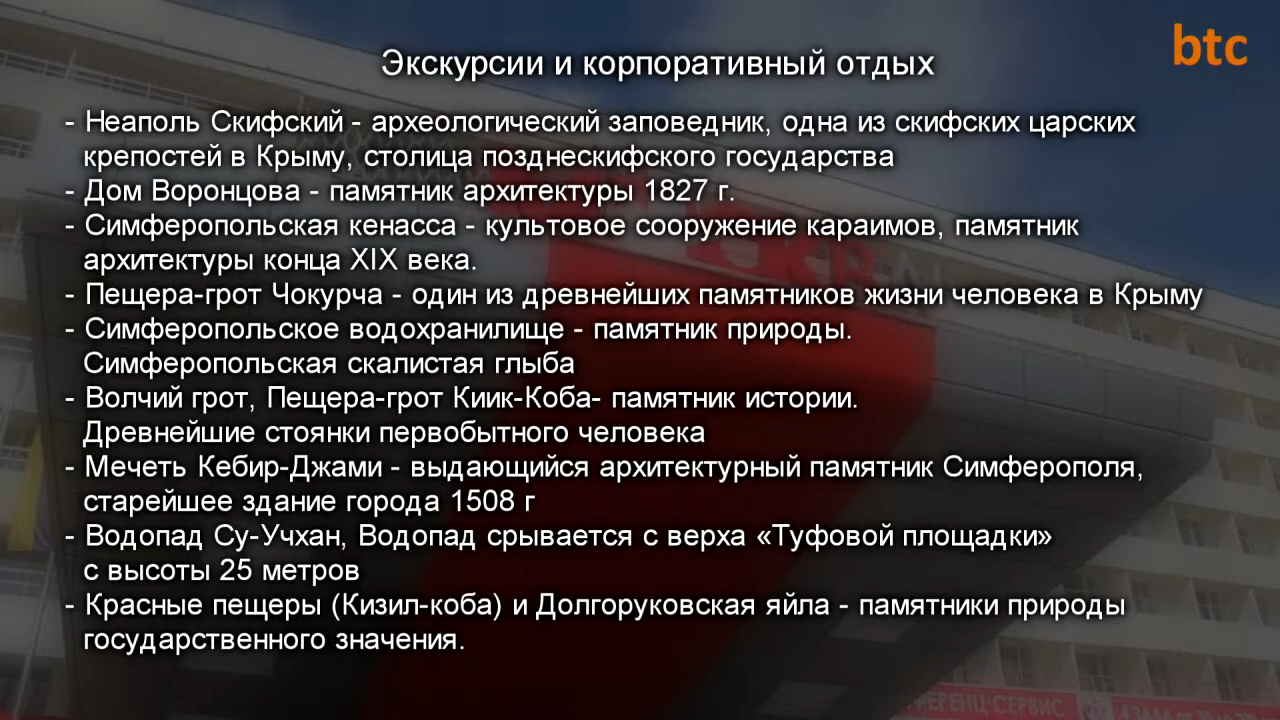 btc
Экскурсии и корпоративный отдых
- Неаполь Скифский - археологический заповедник, одна из скифских царских
крепостей в Крыму, столица позднескифского государства
- Дом Воронцова - памятник архитектуры 1827 г.
- Симферопольская кенасса - культовое сооружение караимов, памятник
архитектуры конца XIX века.
- Пещера-грот Чокурча - один из древнейших памятников жизни человека в Крыму
- Симферопольское водохранилище - памятник природы.
Симферопольская скалистая глыба
- Волчий грот, Пещера-грот Киик-Коба- памятник истории.
Древнейшие стоянки первобытного человека
- Мечеть Кебир-Джами - выдающийся архитектурный памятник Симферополя,
старейшее здание города 1508 г
- Водопад Су-Учхан, Водопад срывается с верха «Туфовой площадки»
с высоты 25 метров
- Красные пещеры (Кизил-коба) и Долгоруковская яйла - памятники природы
государственного значения.
ФЕРЕНЦ-СЕРВИС